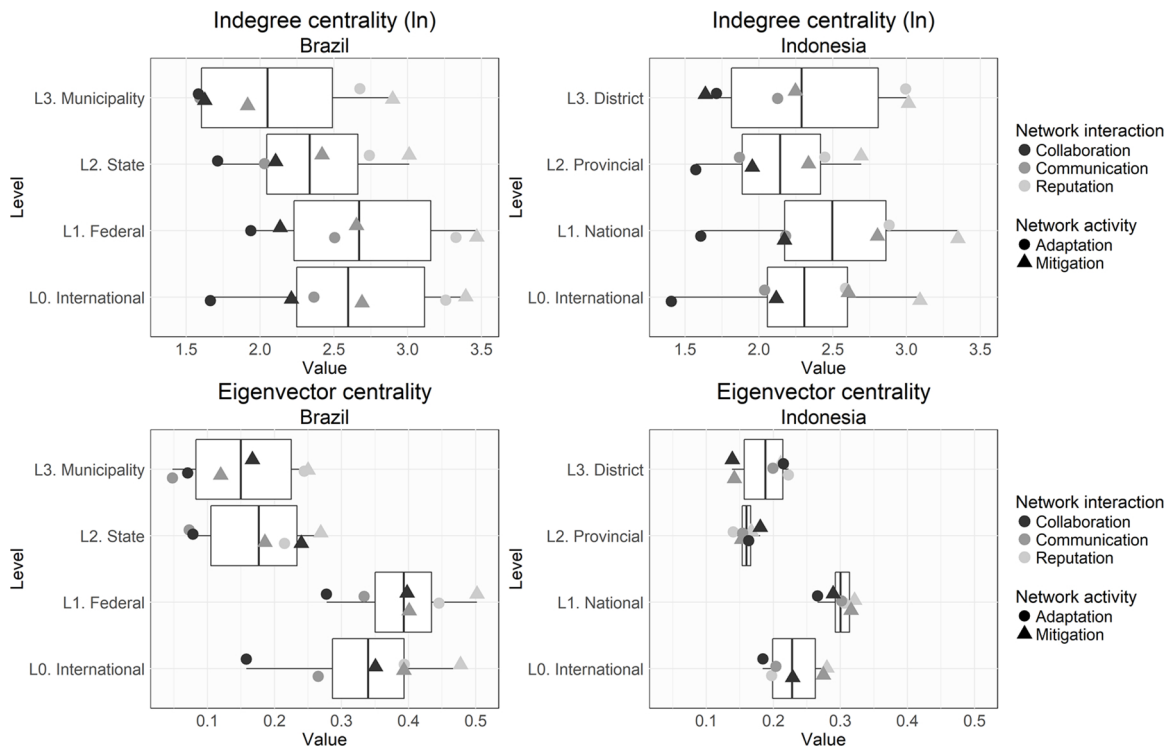 Indegree centrality (ln)
Brazil
Level
L3. Municipality
L2. State
L1. Federal
L0. International
1.5 2.0 2.5 3.0 3.5
Value
Indegree centrality (ln)
Indonesia
Level
L3. District
L2. Provincial
L1. National
L0. International
1.5 2.0 2.5 3.0 3.5
Value
Network interaction
Collaboration
Communication
Reputation
Network activity
Adaptation
Mitigation
Eigenvector centrality
Brazil
Level
L3. Municipality
L2. State
L1. Federal
L0. International
0.1 0.2 0.3 0.4 0.5
Value
Eigenvector centrality
Indonesia
Level
L3. District
L2. Provincial
L1. National
L0. International
0.1 0.2 0.3 0.4 0.5
Value
Network interaction
Collaboration
Communication
Reputation
Network activity
Adaptation
Mitigation